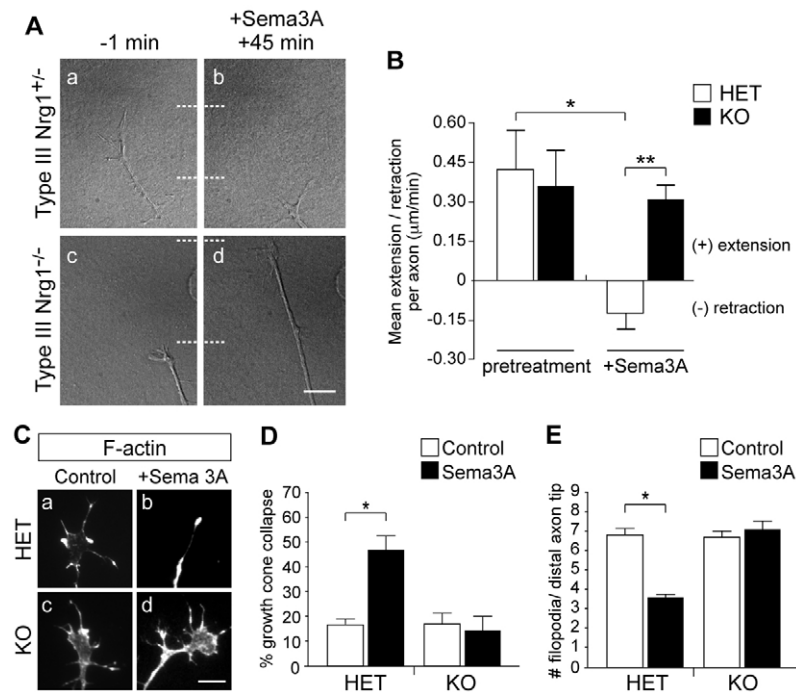 A
-1 min
+Sema3A
+45 min
Type III Nrg1+/-
a
b
Type III Nrg1-/-
c
d
B
HET
KO
*
**
Mean extension / retraction
per axon (μm/min)
0.60
0.45
0.30
0.15
0
-0.15
-0.30
(+) extension
(-) retraction
pretreatment
+Sema3A
C
F-actin
Control
+Sema 3A
HET
a
b
KO
c
d
D
Control
Sema3A
% growth cone collapse
70
60
50
40
30
20
10
0
*
HET
KO
E
Control
Sema3A
# filopodia/ distal axon tip
9
8
7
6
5
4
3
2
1
0
*
HET
KO